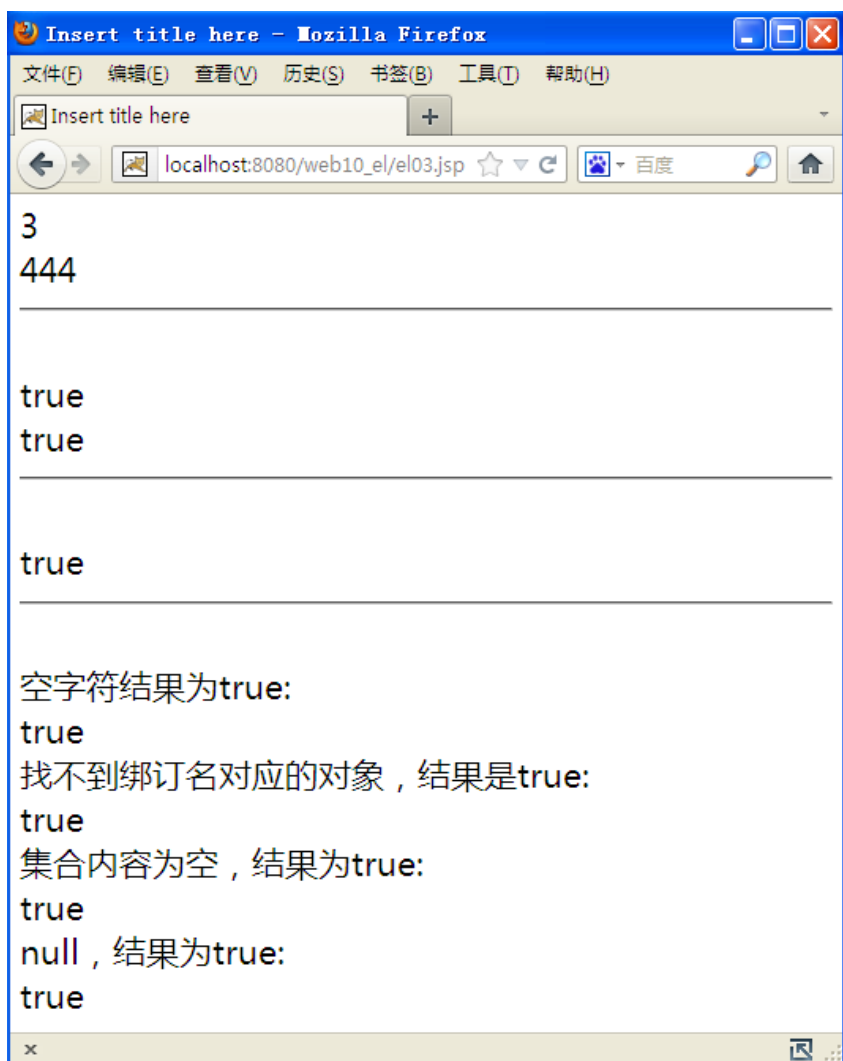 Insert title here - Mozilla Firefox
文件(F) 编辑(E) 查看(V) 历史(S) 书签(B) 工具(T) 帮助(H)
Insert title here
localhost:8080/web10_el/el03.jsp 百度
3
444
true
true
true
空字符结果为true:
true
找不到绑订名对应的对象，结果是true:
true
集合内容为空，结果为true:
true
null，结果为true:
true